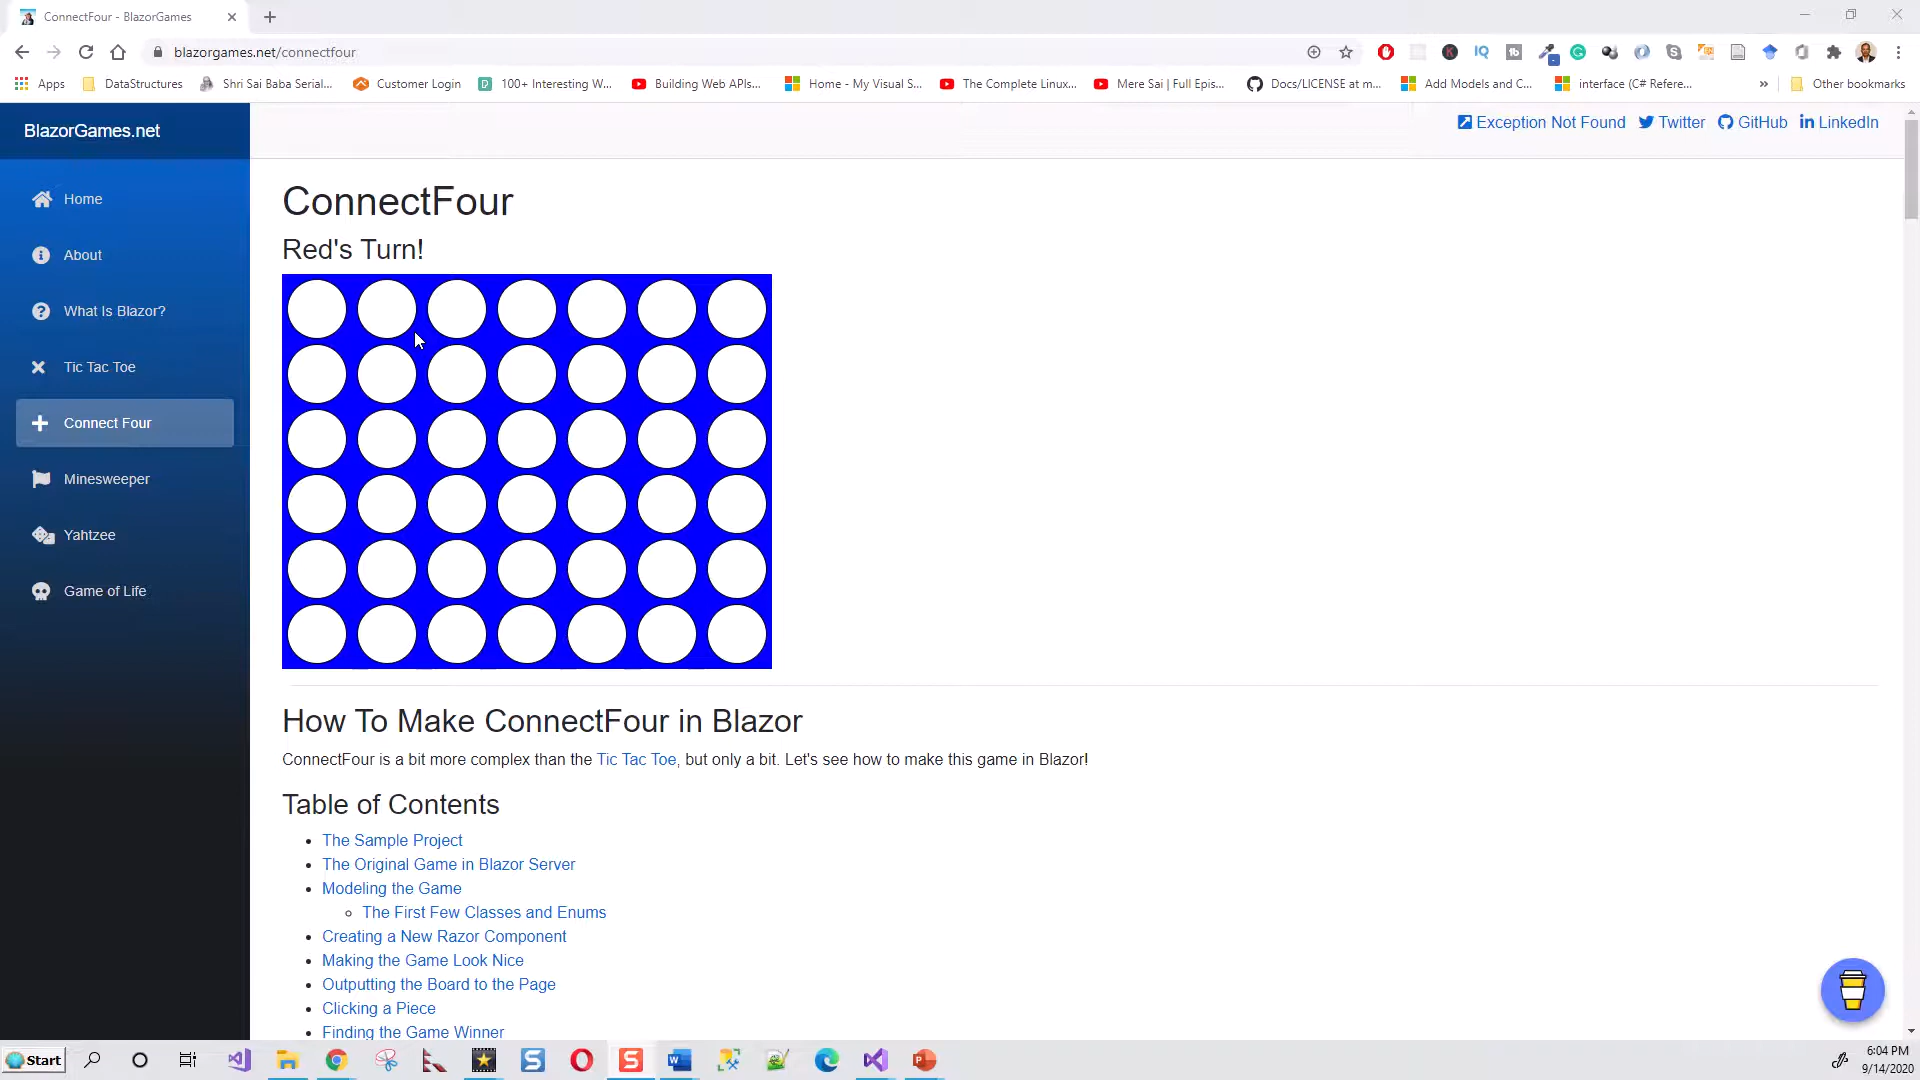 ConnectFour - BlazorGames
blazorgames.net/connectfour
Apps DataStructures Shri Sai Baba Serial... Customer Login 100+ Interesting W... Building Web APIs... Home - My Visual S... The Complete Linux... Mere Sai | Full Epis... Docs/LICENSE at m... Add Models and C... interface (C# Refere... » Other bookmarks
BlazorGames.net
Exception Not Found Twitter GitHub LinkedIn
Home
About
What Is Blazor?
Tic Tac Toe
Connect Four
Minesweeper
Yahtzee
Game of Life
ConnectFour
Red's Turn!
How To Make ConnectFour in Blazor
ConnectFour is a bit more complex than the Tic Tac Toe, but only a bit. Let's see how to make this game in Blazor!
Table of Contents
The Sample Project
The Original Game in Blazor Server
Modeling the Game
The First Few Classes and Enums
Creating a New Razor Component
Making the Game Look Nice
Outputting the Board to the Page
Clicking a Piece
Finding the Game Winner
Start
6:04 PM
9/14/2020